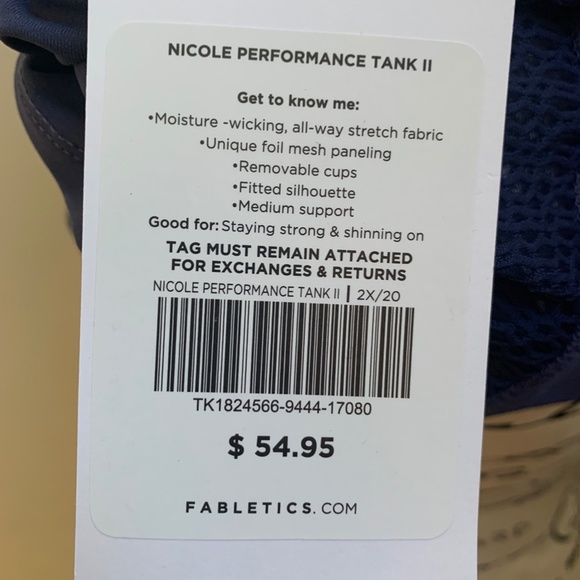 NICOLE PERFORMANCE TANK II
Get to know me:
•Moisture -wicking, all-way stretch fabric
•Unique foil mesh paneling
•Removable cups
•Fitted silhouette
•Medium support
Good for: Staying strong & shinning on
TAG MUST REMAIN ATTACHED
FOR EXCHANGES & RETURNS
NICOLE PERFORMANCE TANK II | 2X/20
TK1824566-9444-17080
$ 54.95
FABLETICS.COM